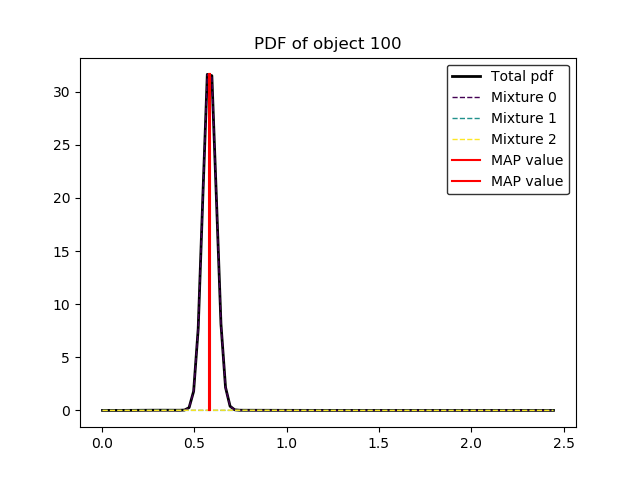 PDF of object 100
Total pdf
Mixture 0
Mixture 1
Mixture 2
MAP value
MAP value
30
25
20
15
10
5
0
0.0 0.5 1.0 1.5 2.0 2.5